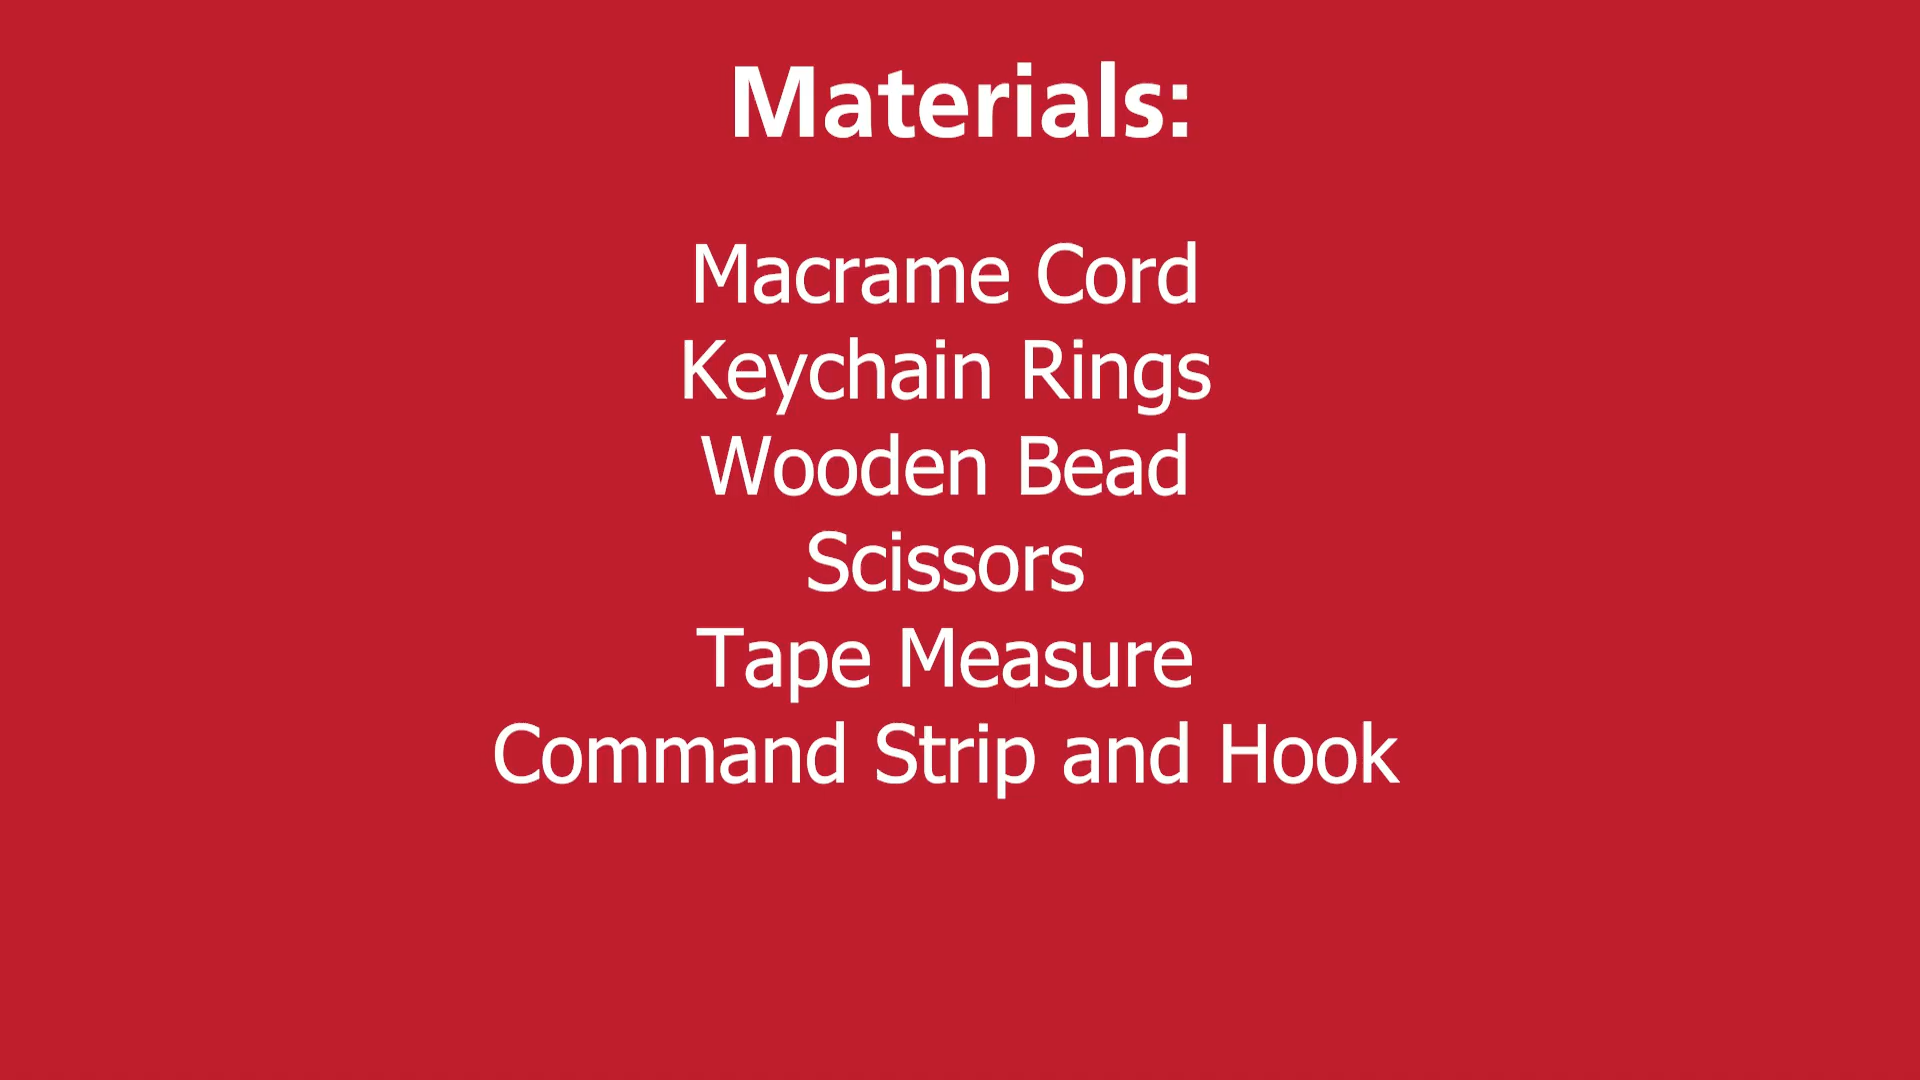 Materials:
Macrame Cord
Keychain Rings
Wooden Bead
Scissors
Tape Measure
Command Strip and Hook